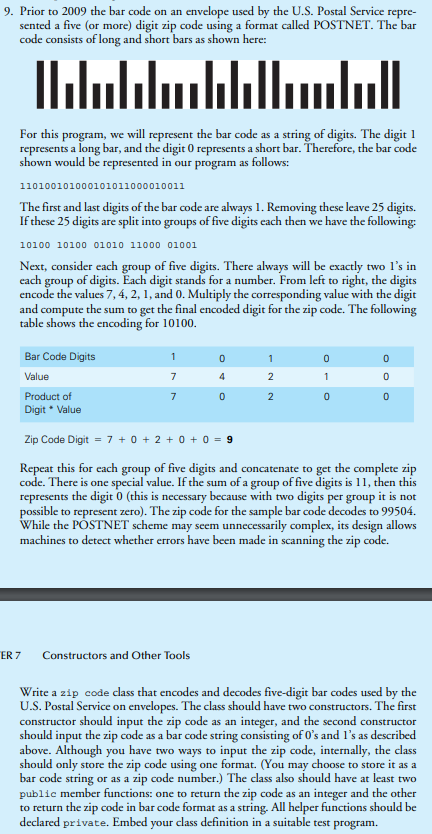 9. Prior to 2009 the bar code on an envelope used by the U.S. Postal Service repre-
sented a five (or more) digit zip code using a format called POSTNET. The bar
code consists of long and short bars as shown here:
For this program, we will represent the bar code as a string of digits. The digit 1
represents a long bar, and the digit 0 represents a short bar. Therefore, the bar code
shown would be represented in our program as follows:
110100101000101011000010011
The first and last digits of the bar code are always 1. Removing these leave 25 digits.
If these 25 digits are split into groups of five digits each then we have the following:
10100 10100 01010 11000 01001
Next, consider each group of five digits. There always will be exactly two 1's in
each group of digits. Each digit stands for a number. From left to right, the digits
encode the values 7, 4, 2, 1, and 0. Multiply the corresponding value with the digit
and compute the sum to get the final encoded digit for the zip code. The following
table shows the encoding for 10100.
Bar Code Digits 1 0 1 0 0
Value 7 4 2 1 0
Product of 7 0 2 0 0
Digit * Value
Zip Code Digit = 7 + 0 + 2 + 0 + 0 = 9
Repeat this for each group of five digits and concatenate to get the complete zip
code. There is one special value. If the sum of a group of five digits is 11, then this
represents the digit 0 (this is necessary because with two digits per group it is not
possible to represent zero). The zip code for the sample bar code decodes to 99504.
While the POSTNET scheme may seem unnecessarily complex, its design allows
machines to detect whether errors have been made in scanning the zip code.
ER 7 Constructors and Other Tools
Write a zip code class that encodes and decodes five-digit bar codes used by the
U.S. Postal Service on envelopes. The class should have two constructors. The first
constructor should input the zip code as an integer, and the second constructor
should input the zip code as a bar code string consisting of 0's and 1's as described
above. Although you have two ways to input the zip code, internally, the class
should only store the zip code using one format. (You may choose to store it as a
bar code string or as a zip code number.) The class also should have at least two
public member functions: one to return the zip code as an integer and the other
to return the zip code in bar code format as a string. All helper functions should be
declared private. Embed your class definition in a suitable test program.